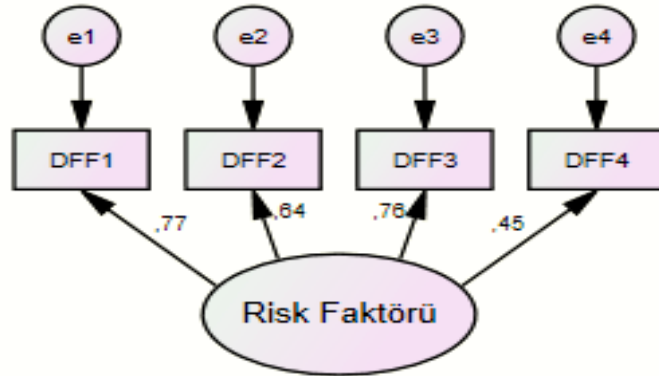 e1 e2 e3 e4
DFF1 DFF2 DFF3 DFF4
,77 ,64 ,76 ,45
Risk Faktörü